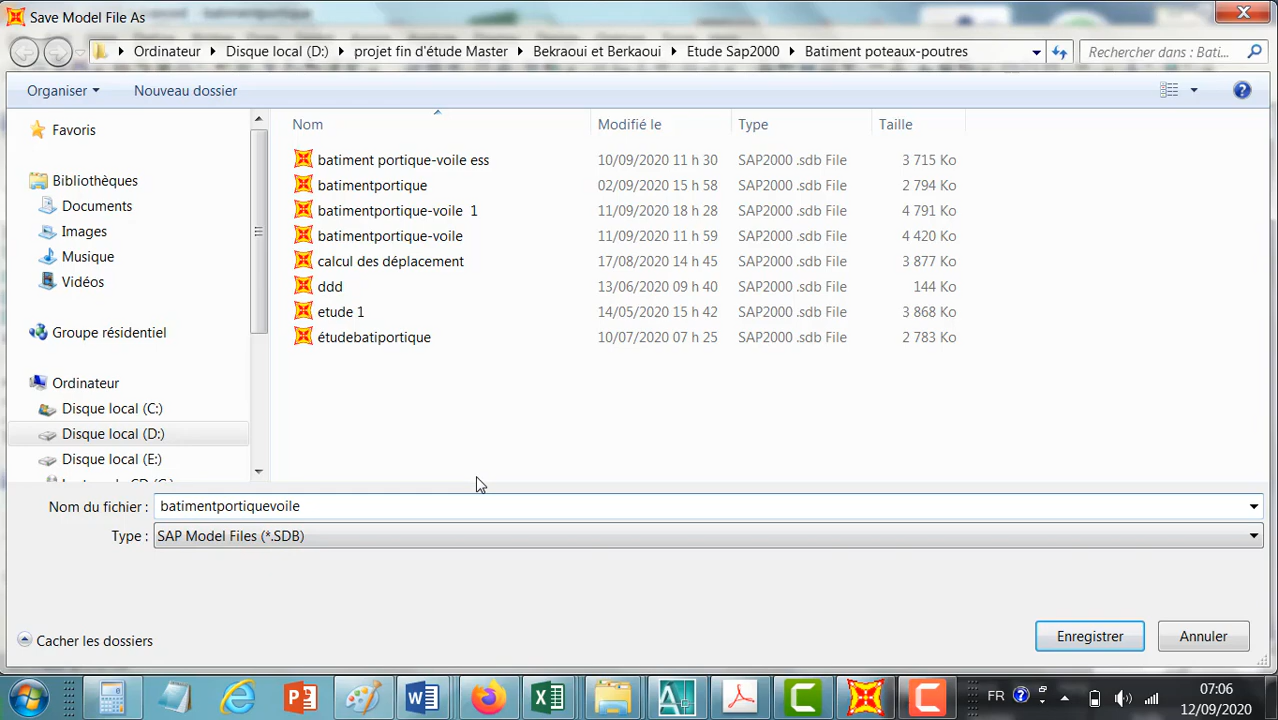 Save Model File As
Ordinateur Disque local (D:) projet fin d'étude Master Bekraoui et Berkaoui Etude Sap2000 Batiment poteaux-poutres
Rechercher dans : Bati...
Organiser Nouveau dossier
Favoris
Bibliothèques
Documents
Images
Musique
Vidéos
Groupe résidentiel
Ordinateur
Disque local (C:)
Disque local (D:)
Disque local (E:)
Nom Modifié le Type Taille
batiment portique-voile ess 10/09/2020 11 h 30 SAP2000 .sdb File 3 715 Ko
batimentportique 02/09/2020 15 h 58 SAP2000 .sdb File 2 794 Ko
batimentportique-voile 1 11/09/2020 18 h 28 SAP2000 .sdb File 4 791 Ko
batimentportique-voile 11/09/2020 11 h 59 SAP2000 .sdb File 4 420 Ko
calcul des déplacement 17/08/2020 14 h 45 SAP2000 .sdb File 3 877 Ko
ddd 13/06/2020 09 h 40 SAP2000 .sdb File 144 Ko
etude 1 14/05/2020 15 h 42 SAP2000 .sdb File 3 868 Ko
étudebatiportique 10/07/2020 07 h 25 SAP2000 .sdb File 2 783 Ko
Nom du fichier : batimentportiquevoile
Type : SAP Model Files (*.SDB)
Cacher les dossiers
Enregistrer Annuler
FR
07:06
12/09/2020